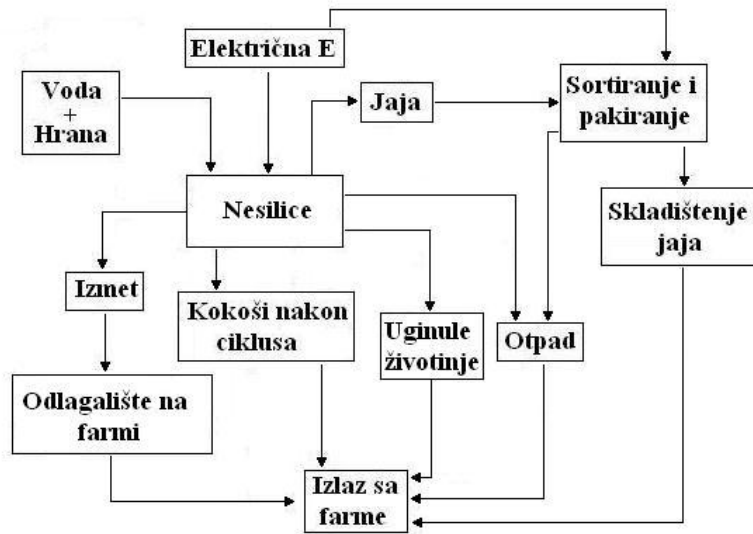 Električna E
Voda
+
Hrana
Jaja
Sortiranje i
pakiranje
Nesilice
Skladištenje
jaja
Izmet
Kokoši nakon
ciklusa
Uginule
životinje
Otpad
Odlagalište na
farmi
Izlaz sa
farme